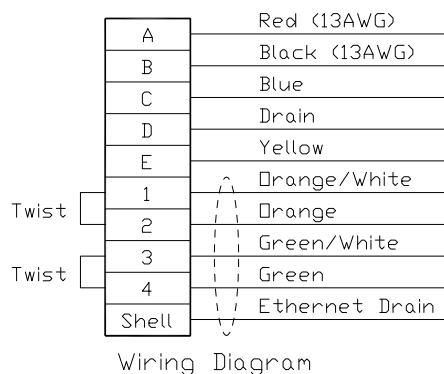 Red (13AWG)
A
Black (13AWG)
B
Blue
C
Drain
D
Yellow
E
Orange/White
1
Twist
Orange
2
Green/White
3
Twist
Green
4
Ethernet Drain
Shell
Wiring Diagram